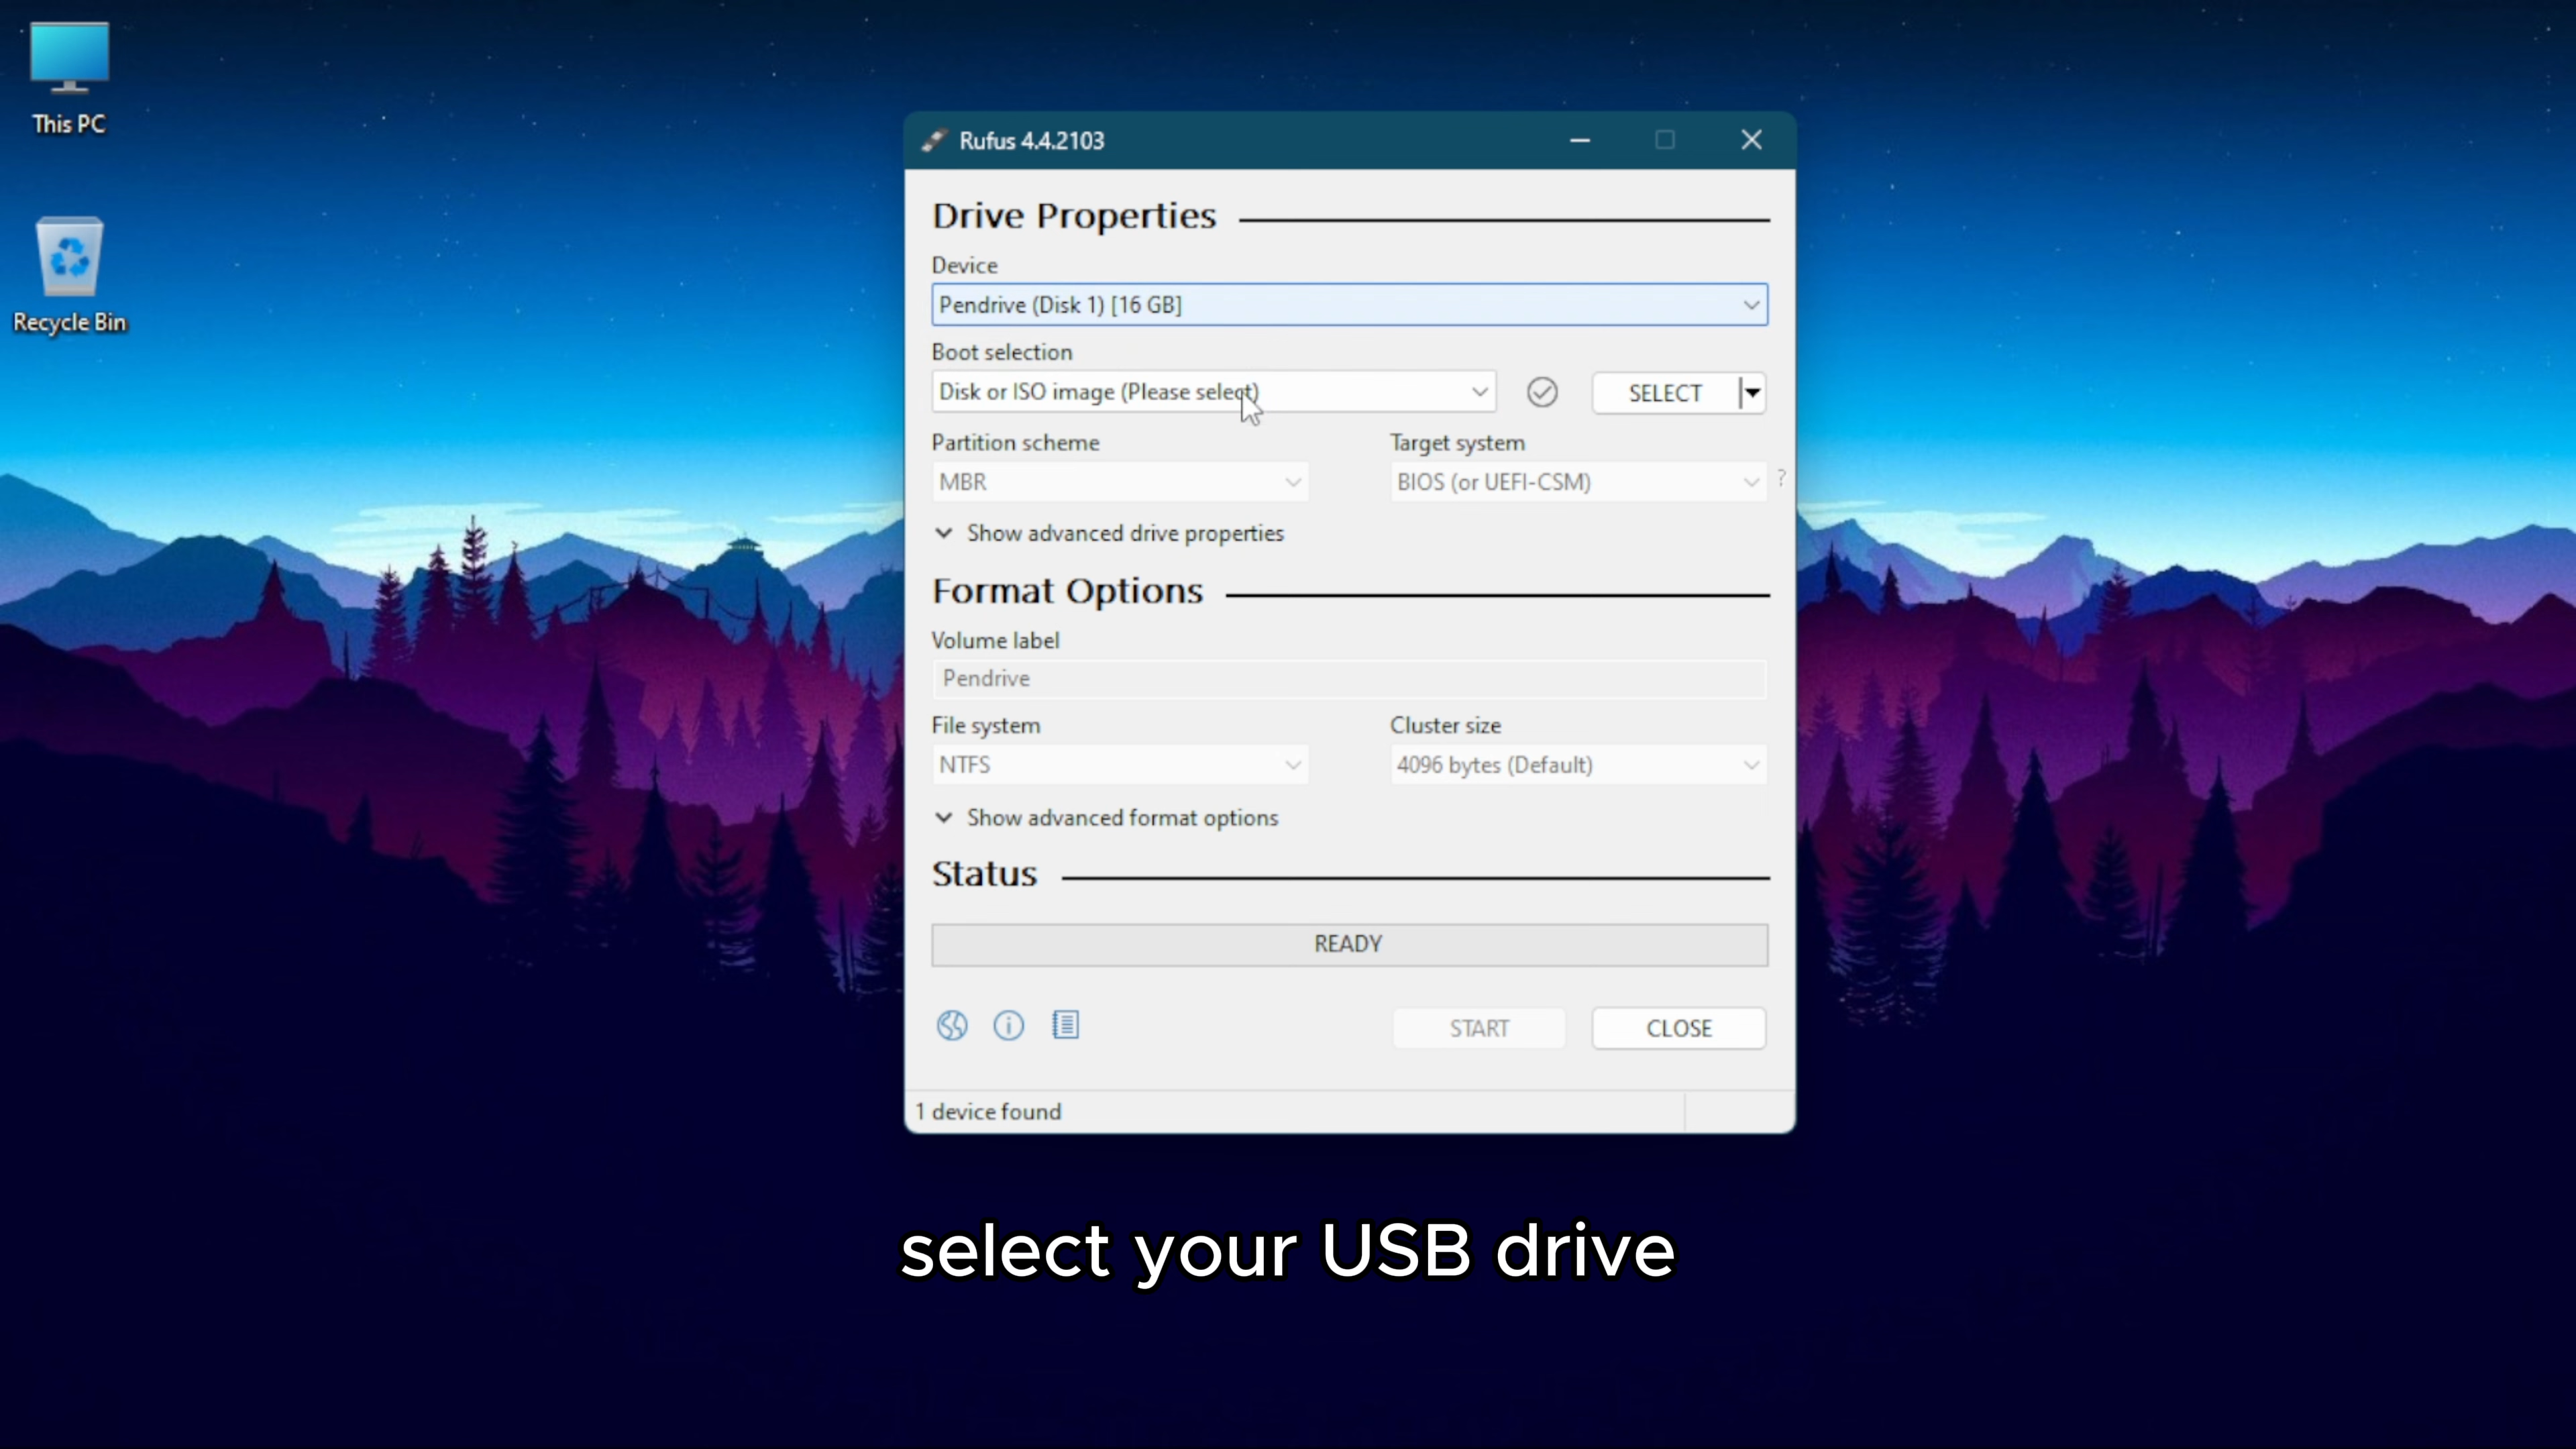 This PC
Recycle Bin
Rufus 4.4.2103
Drive Properties
Device
Pendrive (Disk 1) [16 GB]
Boot selection
Disk or ISO image (Please select)
SELECT
Partition scheme
Target system
MBR
BIOS (or UEFI-CSM)
?
Show advanced drive properties
Format Options
Volume label
Pendrive
File system
Cluster size
NTFS
4096 bytes (Default)
Show advanced format options
Status
READY
START
CLOSE
1 device found
select your USB drive